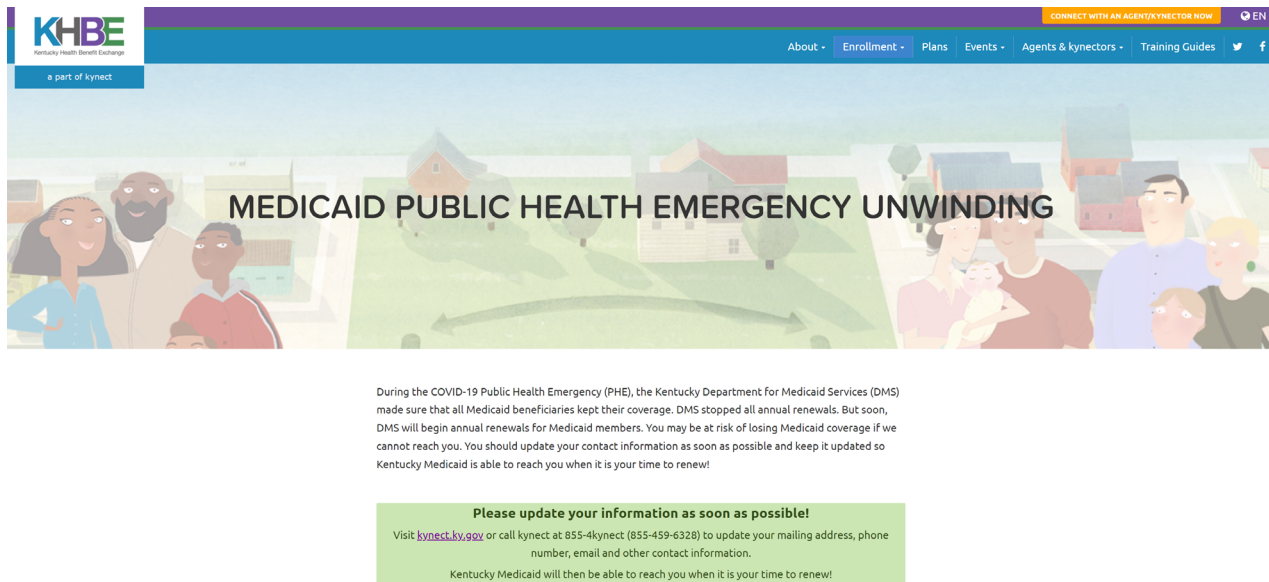 CONNECT WITH AN AGENT/KYNECTOR NOW
EN
KHBE
Kentucky Health Benefit Exchange
a part of kynect
About
Enrollment
Plans
Events
Agents & kynectors
Training Guides
MEDICAID PUBLIC HEALTH EMERGENCY UNWINDING
During the COVID-19 Public Health Emergency (PHE), the Kentucky Department for Medicaid Services (DMS)
made sure that all Medicaid beneficiaries kept their coverage. DMS stopped all annual renewals. But soon,
DMS will begin annual renewals for Medicaid members. You may be at risk of losing Medicaid coverage if we
cannot reach you. You should update your contact information as soon as possible and keep it updated so
Kentucky Medicaid is able to reach you when it is your time to renew!
Please update your information as soon as possible!
Visit kynect.ky.gov or call kynect at 855-4kynect (855-459-6328) to update your mailing address, phone
number, email and other contact information.
Kentucky Medicaid will then be able to reach you when it is your time to renew!